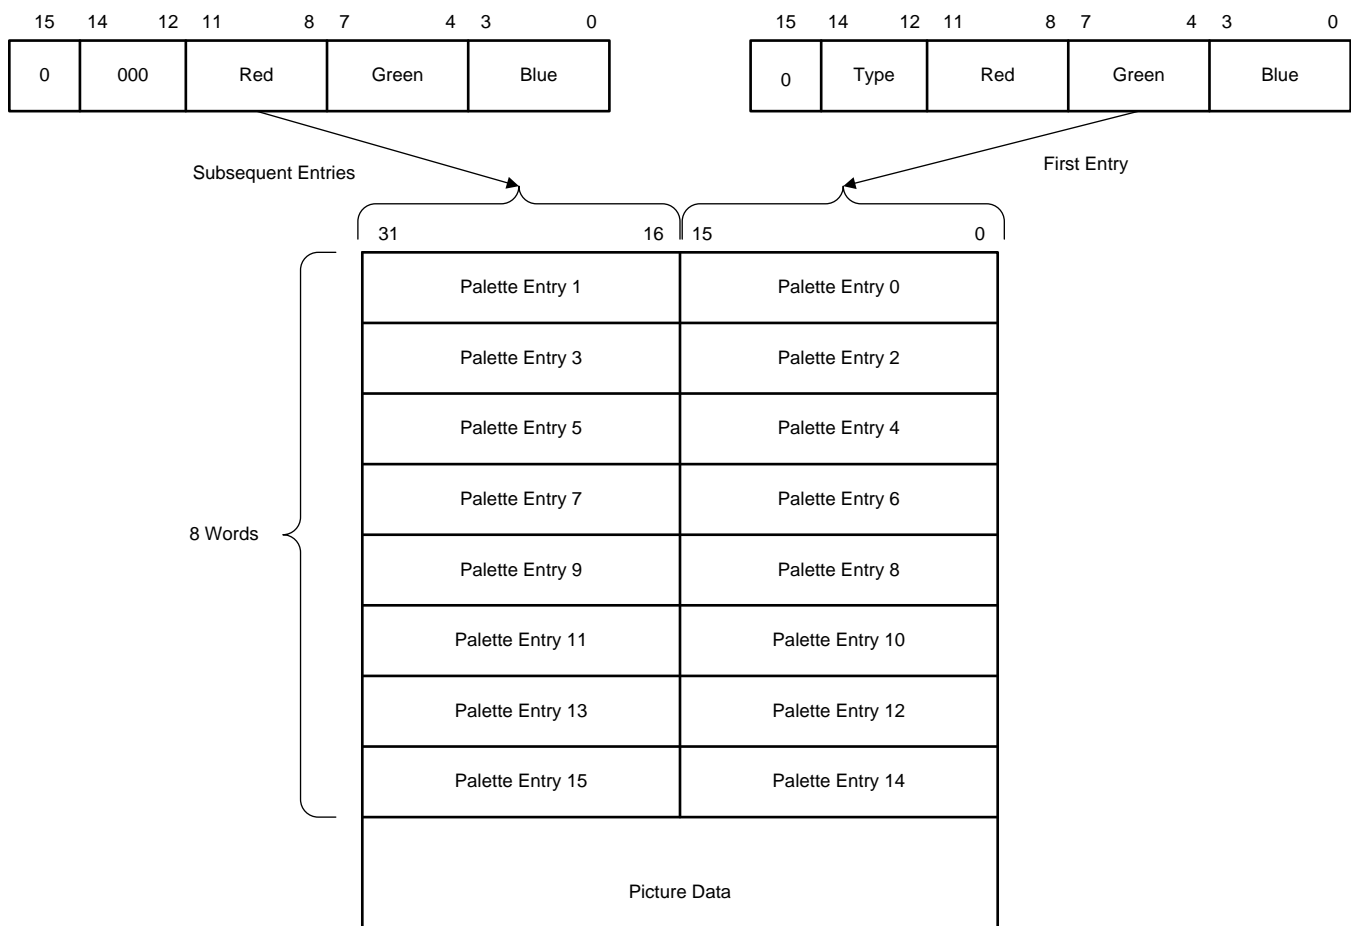 15 14 12 11 8 7 4 3 0
0 000 Red Green Blue
15 14 12 11 8 7 4 3 0
0 Type Red Green Blue
Subsequent Entries
First Entry
31 16 15 0
Palette Entry 1 Palette Entry 0
Palette Entry 3 Palette Entry 2
Palette Entry 5 Palette Entry 4
Palette Entry 7 Palette Entry 6
8 Words
Palette Entry 9 Palette Entry 8
Palette Entry 11 Palette Entry 10
Palette Entry 13 Palette Entry 12
Palette Entry 15 Palette Entry 14
Picture Data